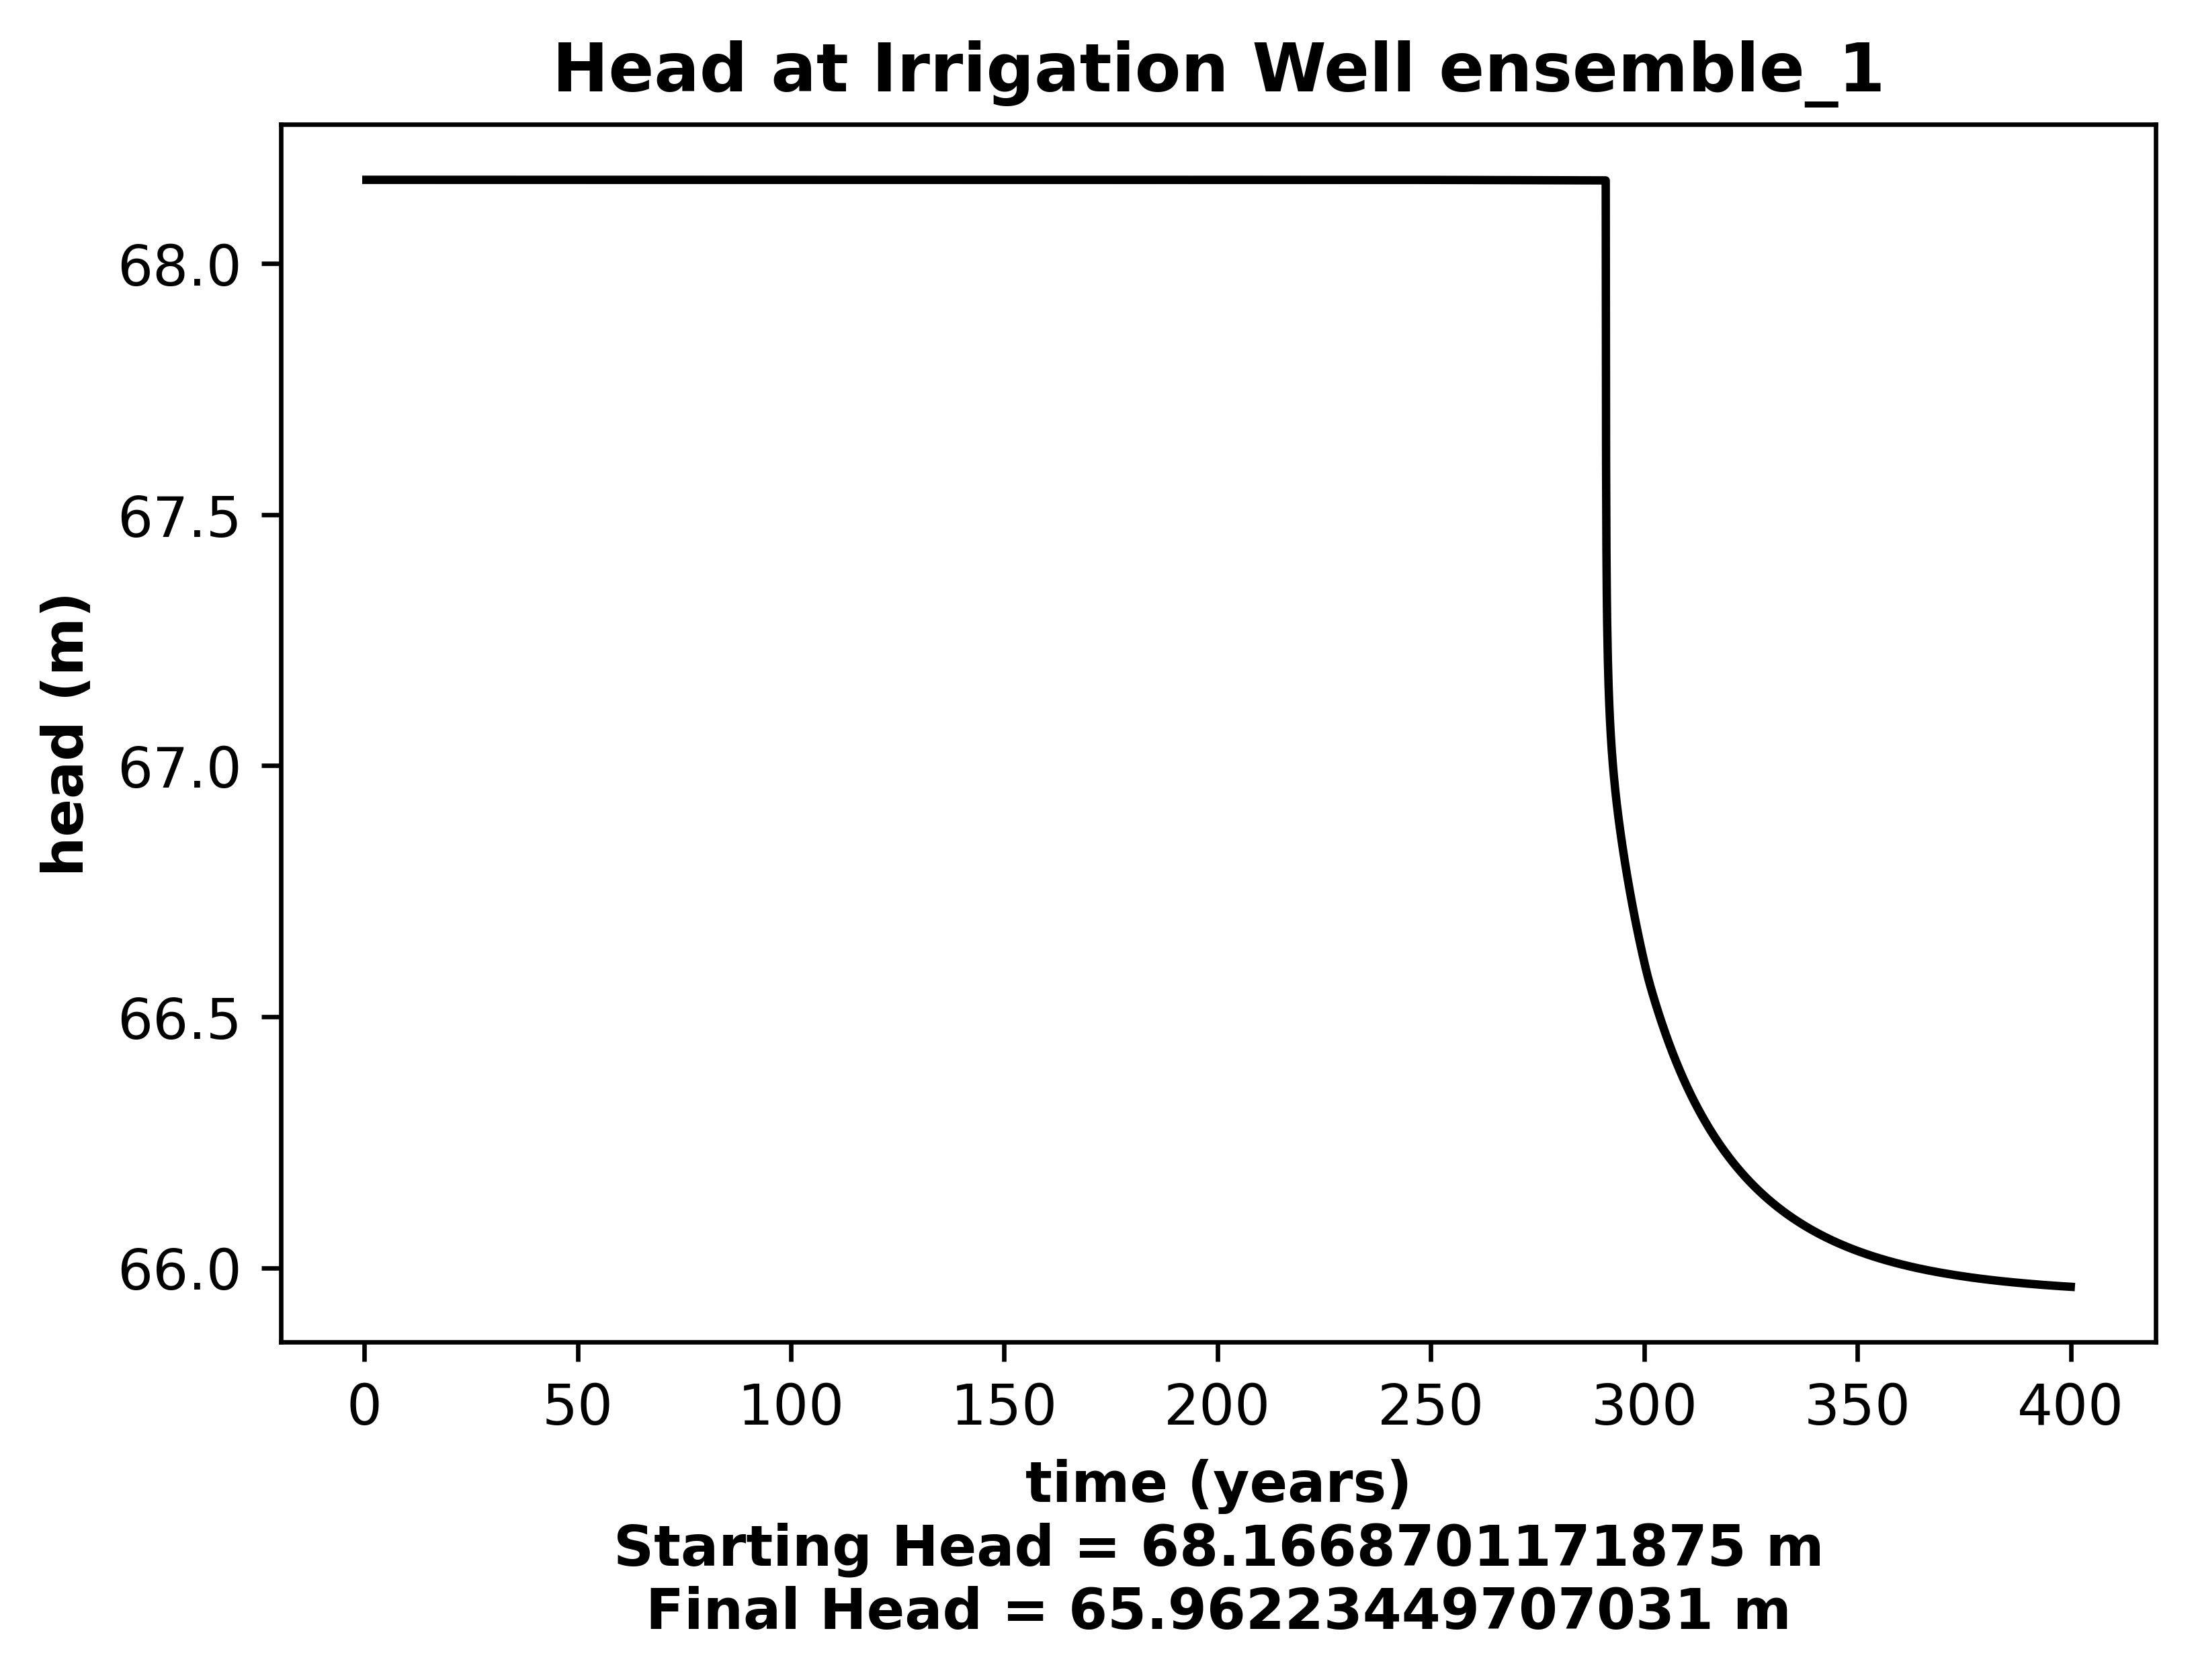 Head at Irrigation Well ensemble_1
head (m)
68.0
67.5
67.0
66.5
66.0
0 50 100 150 200 250 300 350 400
time (years)
Starting Head = 68.1668701171875 m
Final Head = 65.96223449707031 m